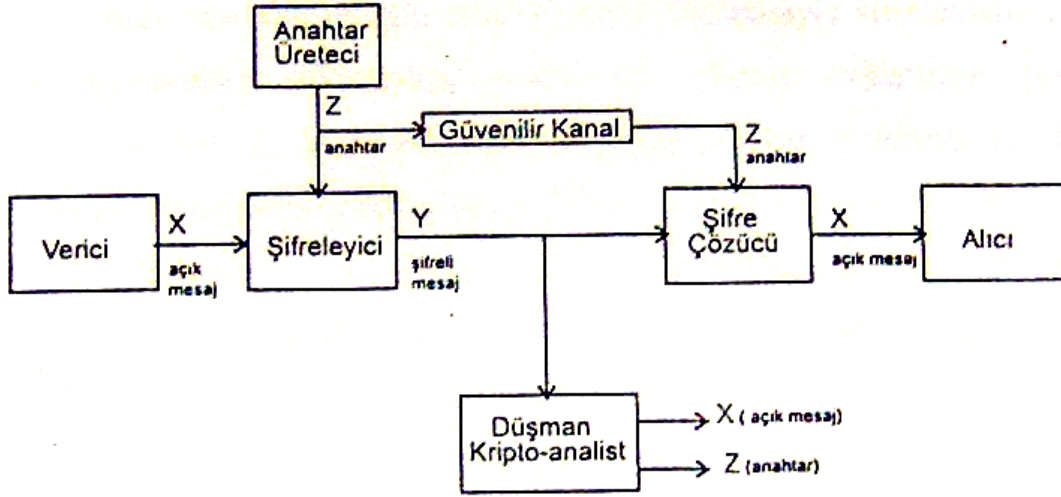 Anahtar
Üreteci
Z
anahtar
Güvenilir Kanal
Z
anahtar
Verici
X
açık
mesaj
Şifreleyici
Y
şifreli
mesaj
Şifre
Çözücü
X
açık mesaj
Alıcı
Düşman
Kripto-analist
X ( açık mesaj)
Z (anahtar)